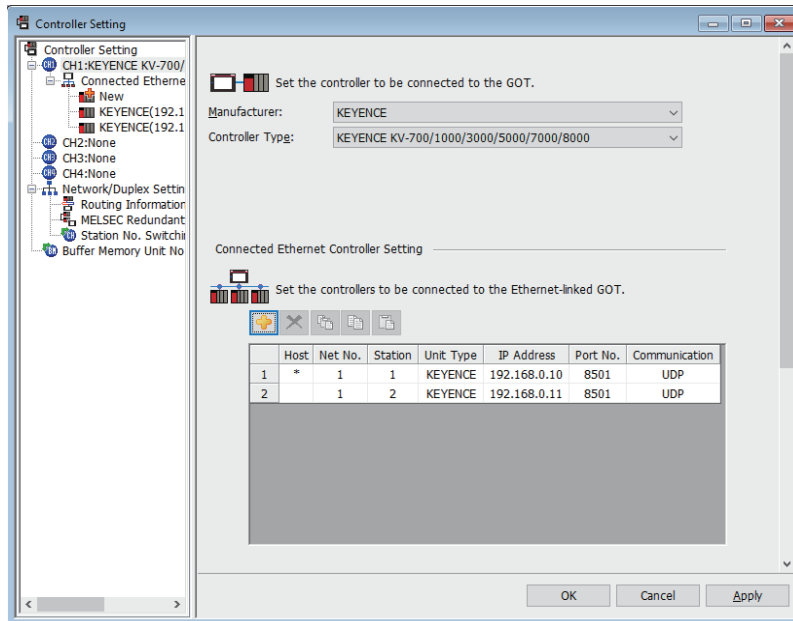 Controller Setting
Controller Setting
CH1:KEYENCE KV-700/
Connected Etherne
New
KEYENCE(192.1
KEYENCE(192.1
CH2:None
CH3:None
CH4:None
Network/Duplex Settin
Routing Information
MELSEC Redundant
Station No. Switchi
Buffer Memory Unit No
Set the controller to be connected to the GOT.
Manufacturer: KEYENCE
Controller Type: KEYENCE KV-700/1000/3000/5000/7000/8000
Connected Ethernet Controller Setting
Set the controllers to be connected to the Ethernet-linked GOT.
Host Net No. Station Unit Type IP Address Port No. Communication
1 * 1 1 KEYENCE 192.168.0.10 8501 UDP
2 1 2 KEYENCE 192.168.0.11 8501 UDP
OK Cancel Apply